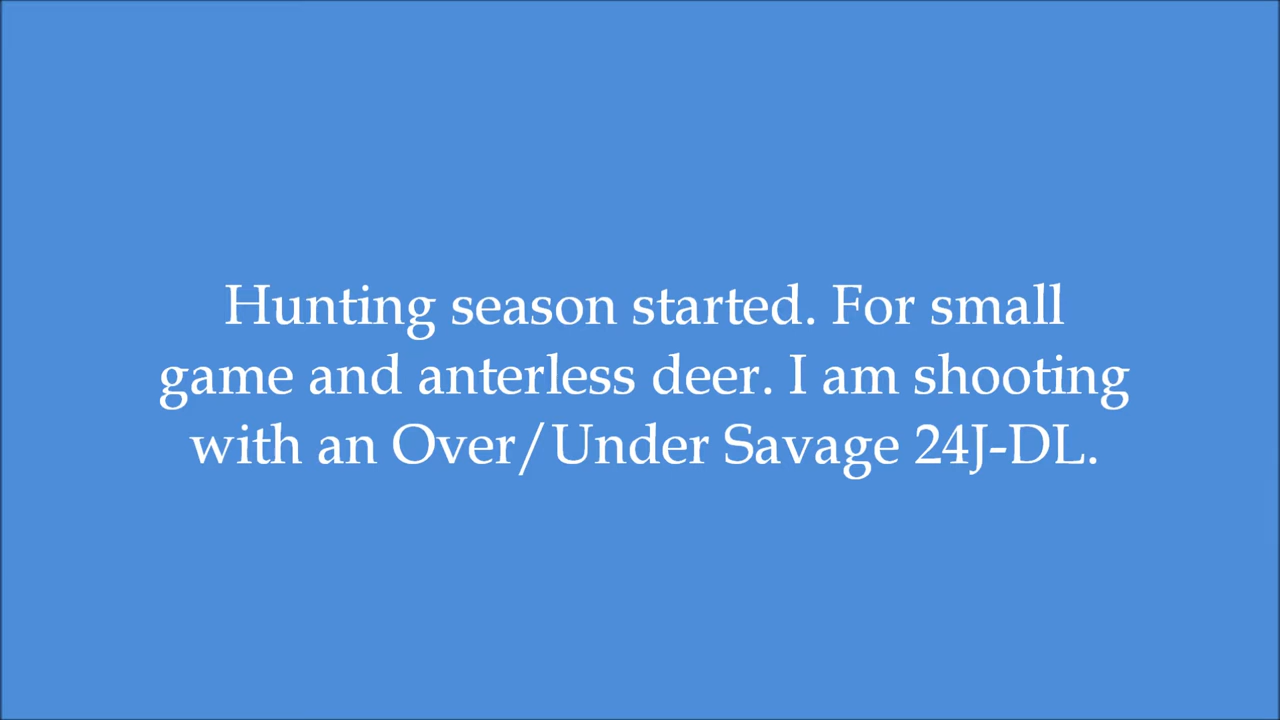 Hunting season started. For small
game and anterless deer. I am shooting
with an Over/Under Savage 24J-DL.